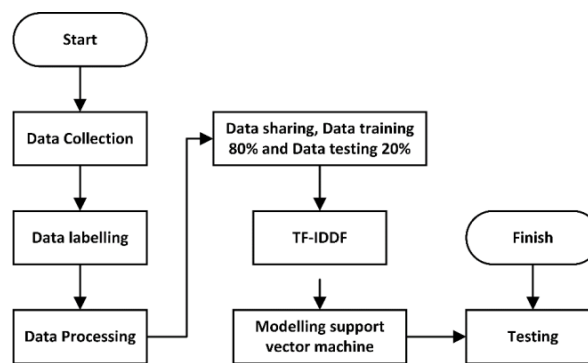 Start
Data Collection
Data labelling
Data Processing
Data sharing, Data training
80% and Data testing 20%
TF-IDDF
Modelling support
vector machine
Finish
Testing